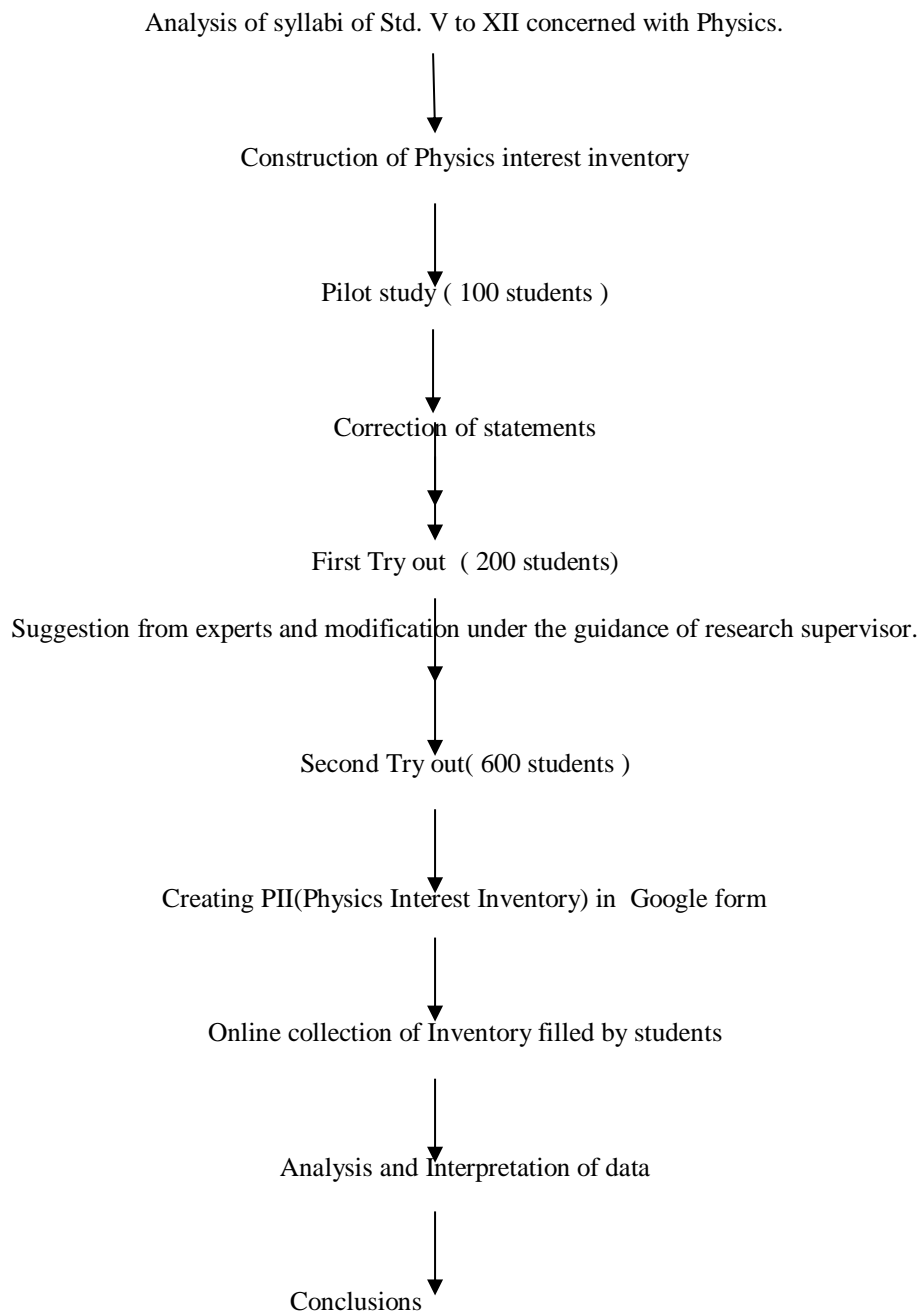 Analysis of syllabi of Std. V to XII concerned with Physics.
Construction of Physics interest inventory
Pilot study ( 100 students )
Correction of statements
First Try out ( 200 students)
Suggestion from experts and modification under the guidance of research supervisor.
Second Try out( 600 students )
Creating PII(Physics Interest Inventory) in Google form
Online collection of Inventory filled by students
Analysis and Interpretation of data
Conclusions